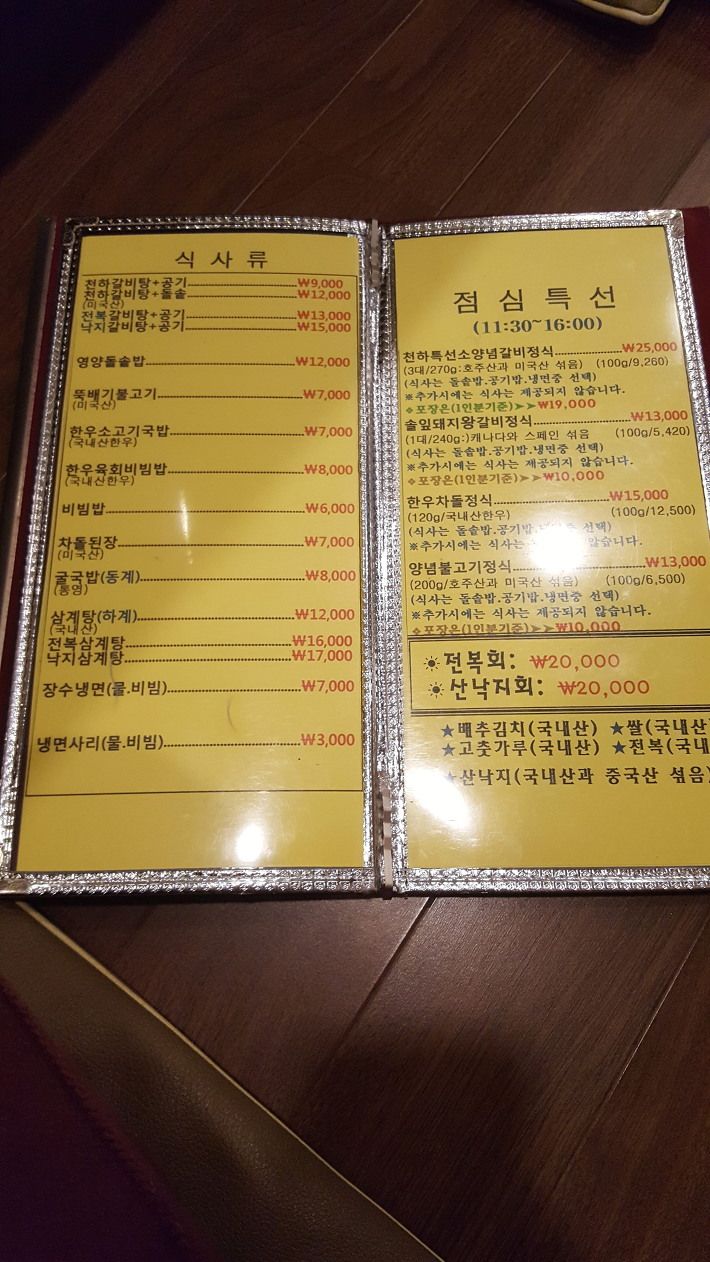 식 사 류
천하갈비탕+공기........₩9,000
천하갈비탕+돌솥........₩12,000
(미국산)
전복갈비탕+공기........₩13,000
낙지갈비탕+공기........₩15,000
영양돌솥밥........₩12,000
뚝배기불고기........₩7,000
(미국산)
한우소고기국밥........₩7,000
(국내산한우)
한우육회비빔밥........₩8,000
(국내산한우)
비빔밥........₩6,000
차돌된장........₩7,000
(미국산)
굴국밥(동계)........₩8,000
(통영)
삼계탕(하계)........₩12,000
(국내산)
전복삼계탕........₩16,000
낙지삼계탕........₩17,000
장수냉면(물.비빔)........₩7,000
냉면사리(물.비빔)........₩3,000
점 심 특 선
(11:30~16:00)
천하특선소양념갈비정식........₩25,000
(3대/270g:호주산과 미국산 섞음) (100g/9,260)
(식사는 돌솥밥.공기밥.냉면중 선택)
※추가시에는 식사는 제공되지 않습니다.
❖포장은(1인분기준)➤➤₩19,000
솔잎돼지왕갈비정식........₩13,000
(1대/240g:)캐나다와 스페인 섞음 (100g/5,420)
(식사는 돌솥밥.공기밥.냉면중 선택)
※추가시에는 식사는 제공되지 않습니다.
❖포장은(1인분기준)➤➤₩10,000
한우차돌정식........₩15,000
(120g/국내산한우) (100g/12,500)
(식사는 돌솥밥.공기밥. 선택)
※추가시에는 식사는 않습니다.
양념불고기정식........₩13,000
(200g/호주산과 미국산 섞음) (100g/6,500)
(식사는 돌솥밥.공기밥.냉면중 선택)
※추가시에는 식사는 제공되지 않습니다.
❖포장은(1인분기준)➤➤₩10,000
☀전복회: ₩20,000
☀산낙지회: ₩20,000
★배추김치(국내산) ★쌀(국내산
★고춧가루(국내산) ★전복(국내
★산낙지(국내산과 중국산 섞음)